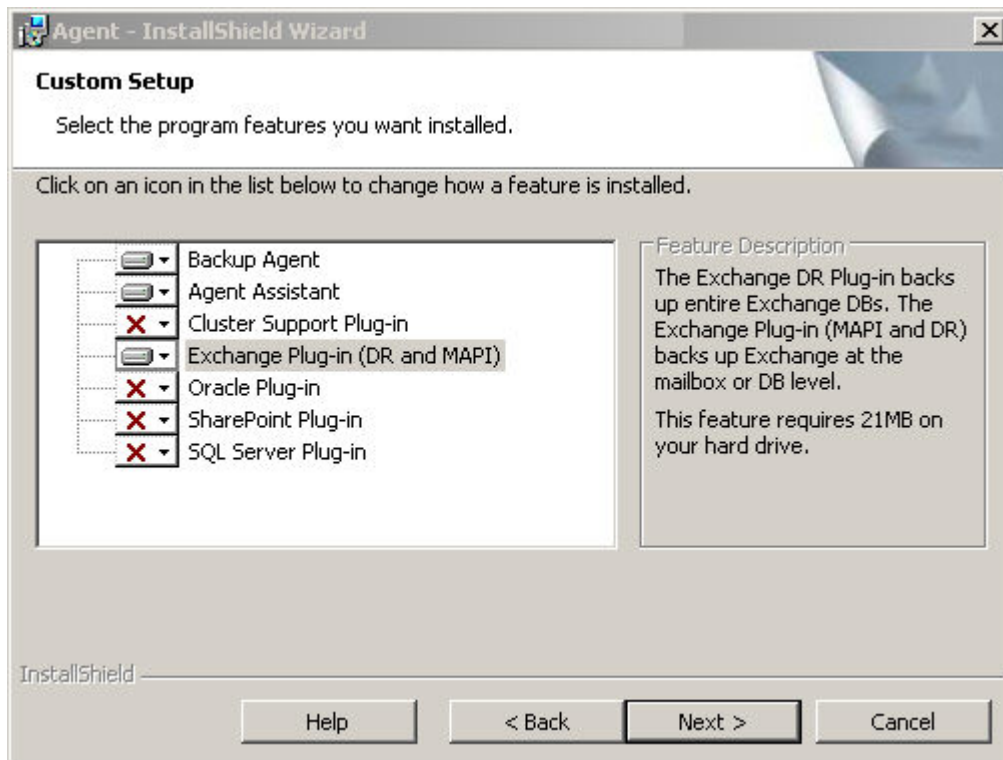 Agent - InstallShield Wizard
Custom Setup
Select the program features you want installed.
Click on an icon in the list below to change how a feature is installed.
Backup Agent
Agent Assistant
Cluster Support Plug-in
Exchange Plug-in (DR and MAPI)
Oracle Plug-in
SharePoint Plug-in
SQL Server Plug-in
Feature Description
The Exchange DR Plug-in backs
up entire Exchange DBs. The
Exchange Plug-in (MAPI and DR)
backs up Exchange at the
mailbox or DB level.
This feature requires 21MB on
your hard drive.
InstallShield
Help
< Back
Next >
Cancel